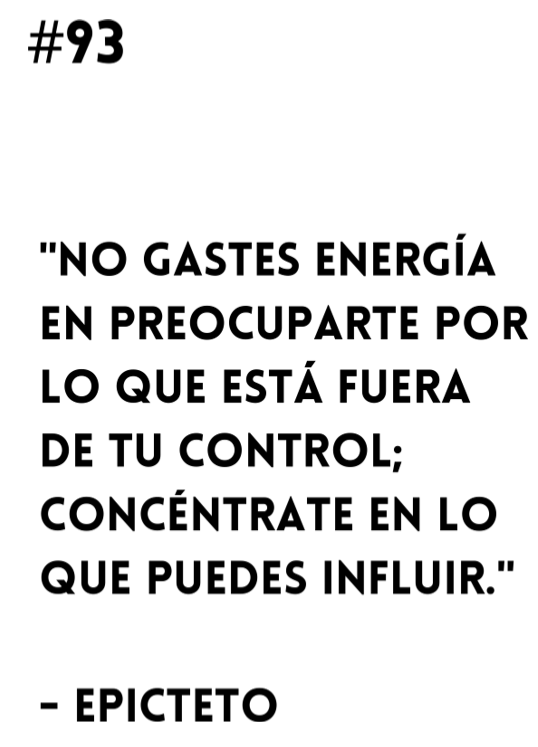 #93
"NO GASTES ENERGÍA
EN PREOCUPARTE POR
LO QUE ESTÁ FUERA
DE TU CONTROL;
CONCÉNTRATE EN LO
QUE PUEDES INFLUIR."
- EPICTETO